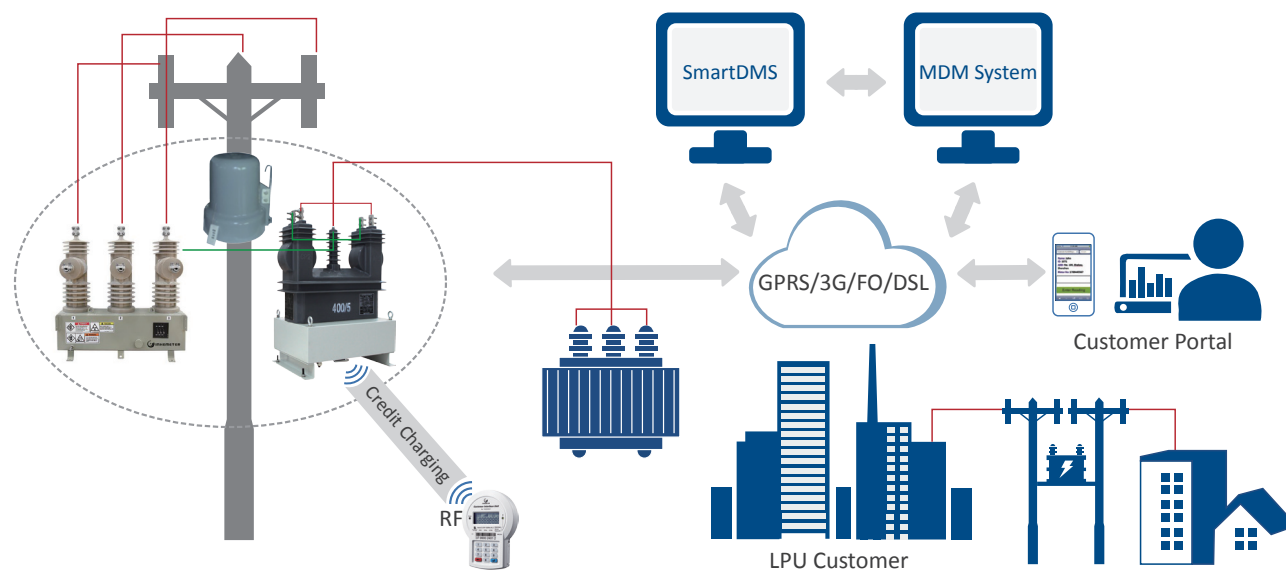 SmartDMS
MDM System
GPRS/3G/FO/DSL
400/5
Customer Portal
Credit Charging
RF
LPU Customer